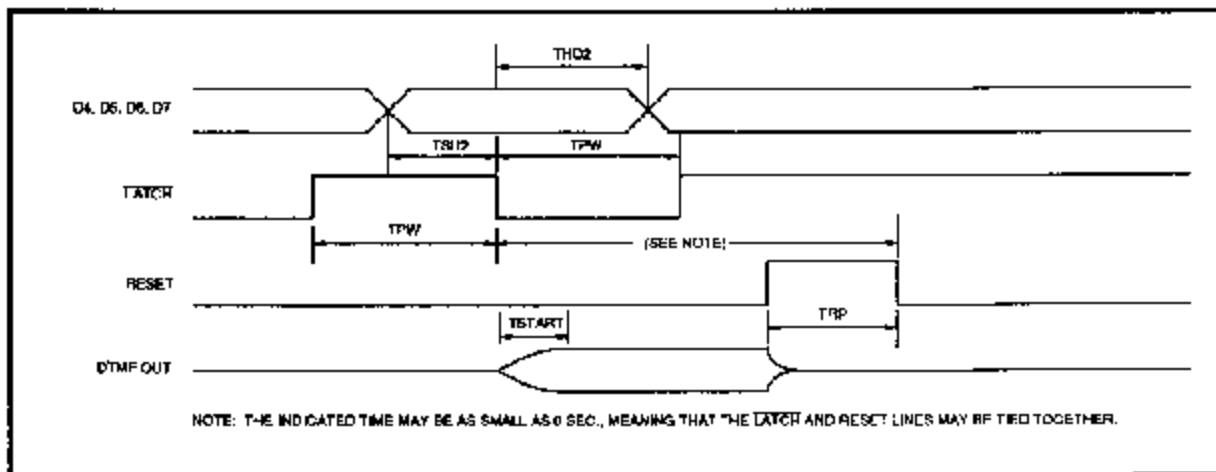 THD2
D4, D5, D6, D7
TSU2 TPW
LATCH
TPW (SEE NOTE)
RESET
TSTART TRP
DTMF OUT
NOTE: THE INDICATED TIME MAY BE AS SMALL AS 0 SEC., MEANING THAT THE LATCH AND RESET LINES MAY BE TIED TOGETHER.